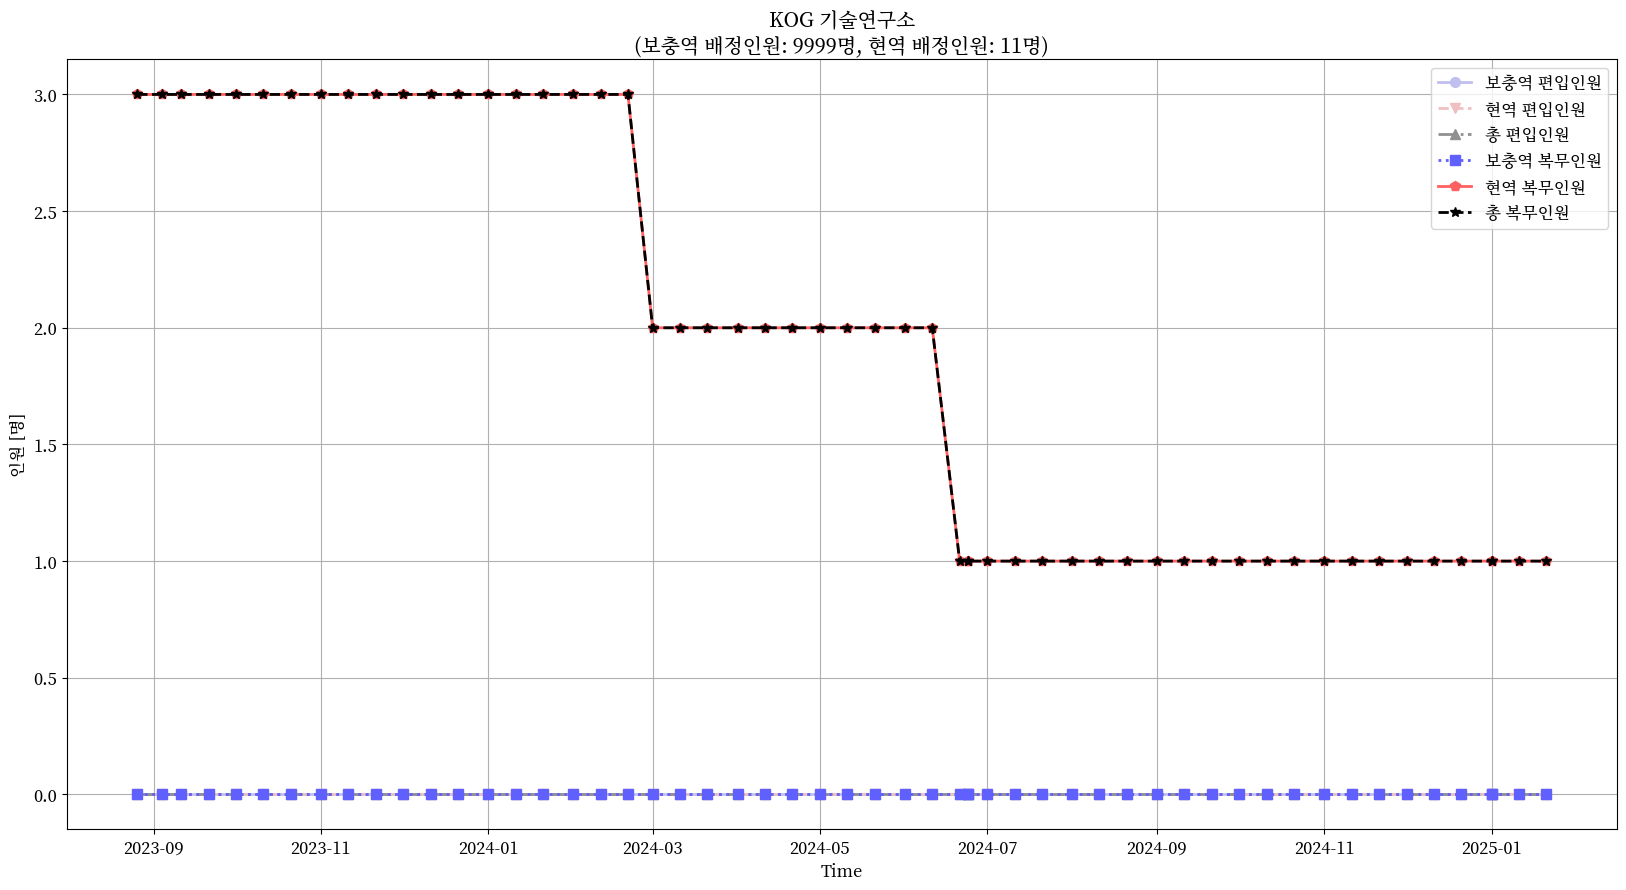 KOG 기술연구소
(보충역 배정인원: 9999명, 현역 배정인원: 11명)
보충역 편입인원
현역 편입인원
총 편입인원
보충역 복무인원
현역 복무인원
총 복무인원
인원 [명]
3.0
2.5
2.0
1.5
1.0
0.5
0.0
2023-09 2023-11 2024-01 2024-03 2024-05 2024-07 2024-09 2024-11 2025-01
Time